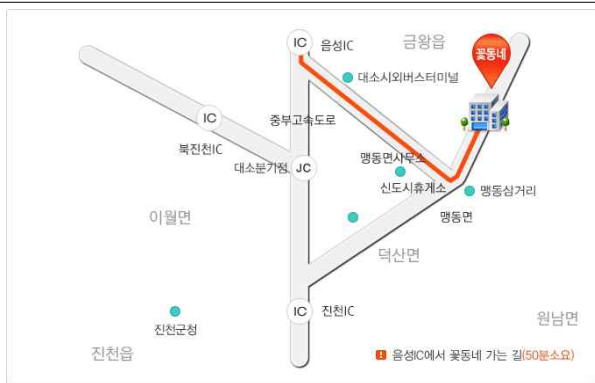 IC
음성IC
금왕읍
꽃동네
대소시외버스터미널
IC
북진천IC
중부고속도로
대소분기점
JC
맹동면사무소
신도시휴게소
맹동삼거리
이월면
맹동면
덕산면
IC
진천IC
원남면
진천군청
진천읍
! 음성IC에서 꽃동네 가는 길(50분소요)